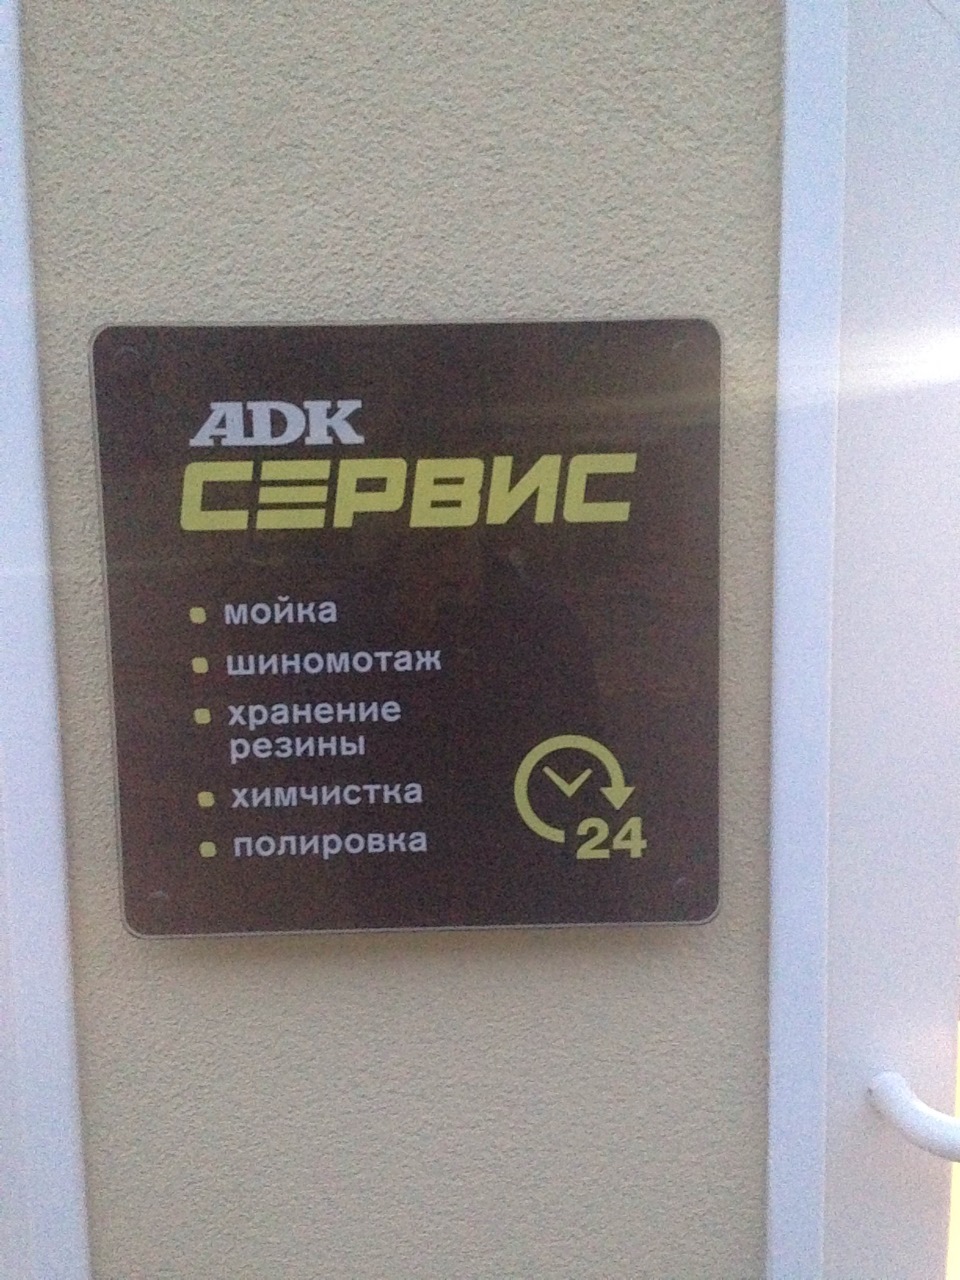 ADK
СЕРВИС
мойка
шиномотаж
хранение
резины
химчистка
полировка
24